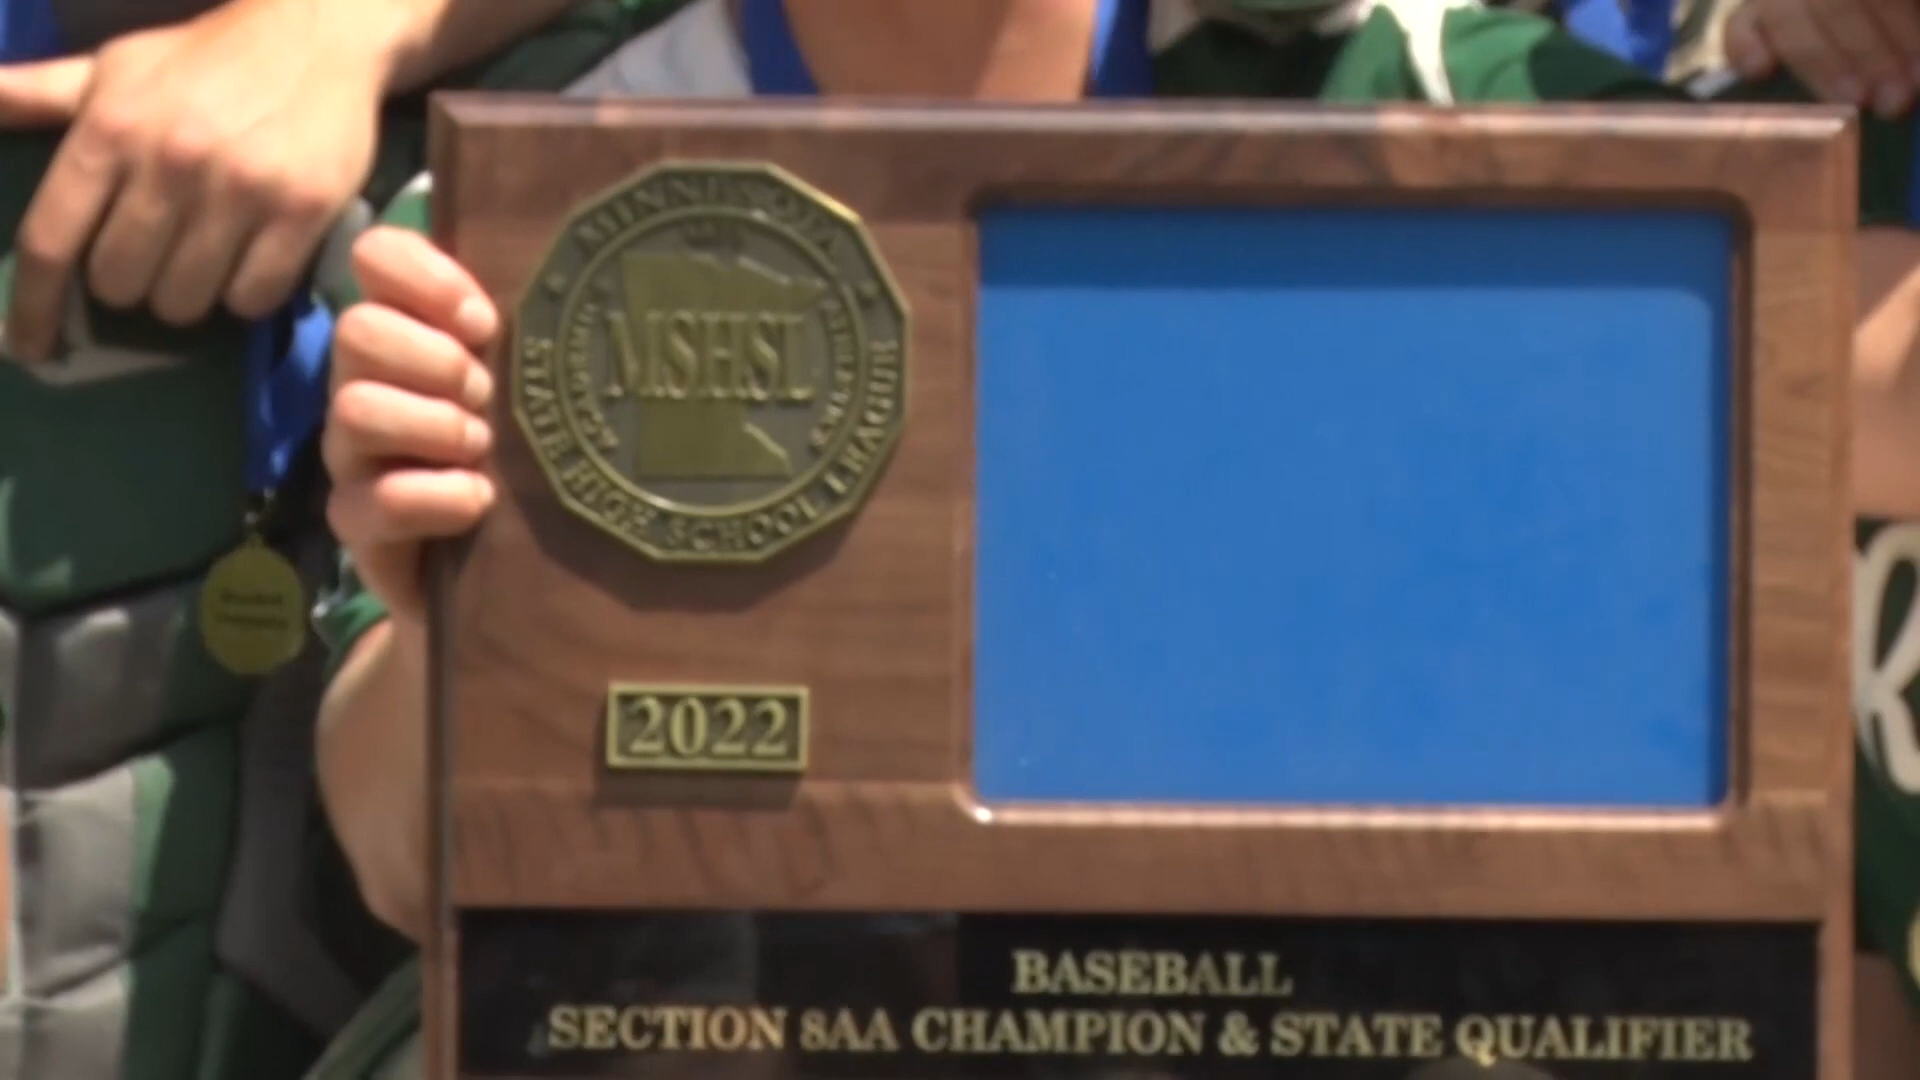 MINNESOTA
STATE HIGH SCHOOL LEAGUE
MSHSL
2022
BASEBALL
SECTION 8AA CHAMPION & STATE QUALIFIER